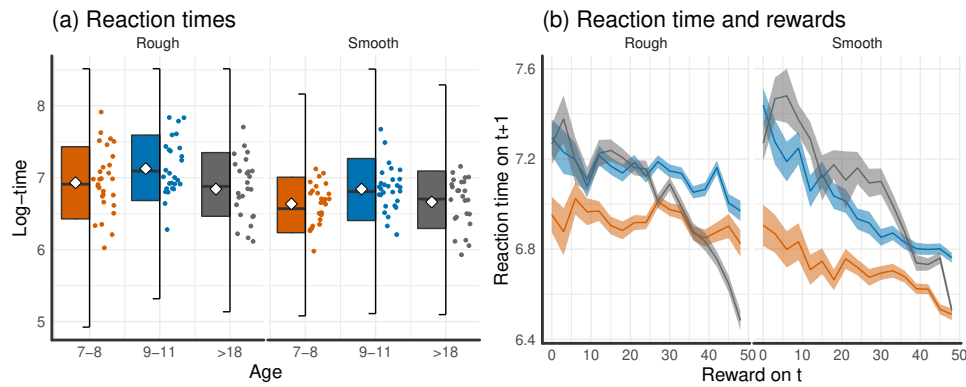 (a) Reaction times
Rough
Smooth
Log−time
8
7
6
5
7−8
9−11
>18
7−8
9−11
>18
Age
(b) Reaction time and rewards
Rough
Smooth
Reaction time on t+1
7.6
7.2
6.8
6.4
0 10 20 30 40 50
0 10 20 30 40 50
Reward on t